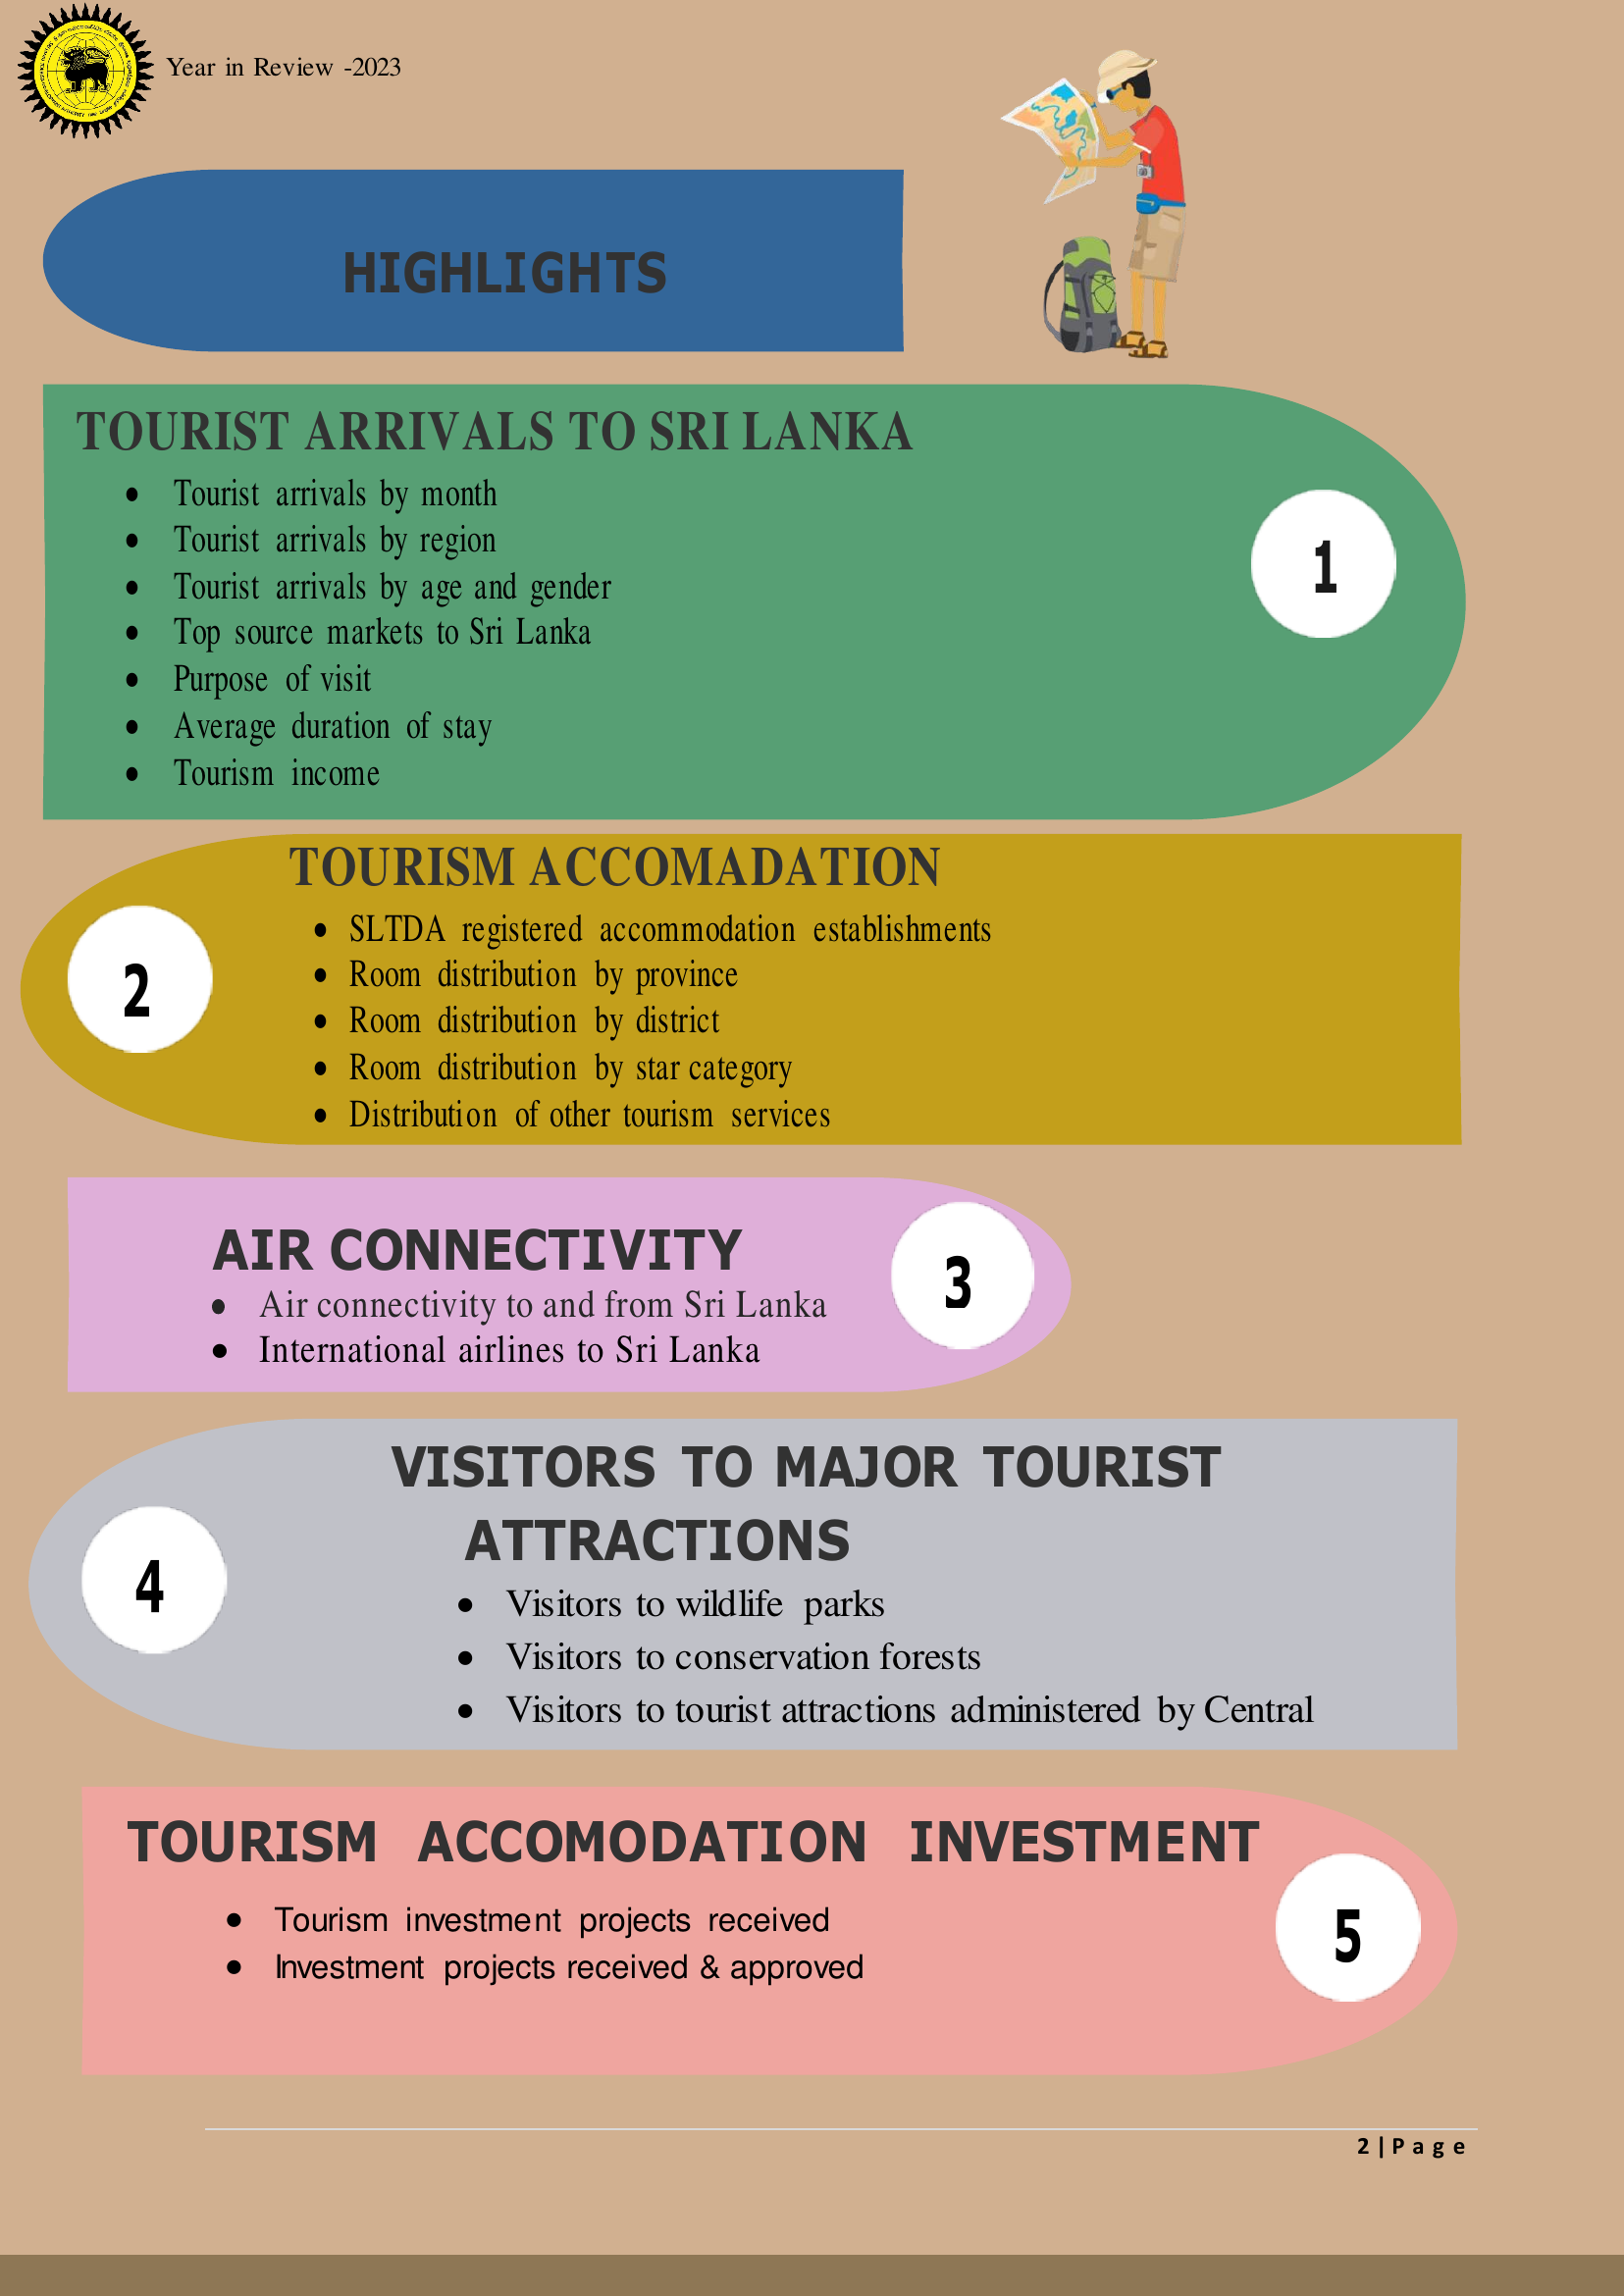 Year in Review -2023
HIGHLIGHTS
TOURIST ARRIVALS TO SRI LANKA
• Tourist arrivals by month
• Tourist arrivals by region
• Tourist arrivals by age and gender
• Top source markets to Sri Lanka
• Purpose of visit
• Average duration of stay
• Tourism income
1
TOURISM ACCOMADATION
• SLTDA registered accommodation establishments
• Room distribution by province
• Room distribution by district
• Room distribution by star category
• Distribution of other tourism services
2
AIR CONNECTIVITY
• Air connectivity to and from Sri Lanka
• International airlines to Sri Lanka
3
VISITORS TO MAJOR TOURIST
ATTRACTIONS
• Visitors to wildlife parks
• Visitors to conservation forests
• Visitors to tourist attractions administered by Central
4
TOURISM ACCOMODATION INVESTMENT
• Tourism investment projects received
• Investment projects received & approved
5
2 | P a g e